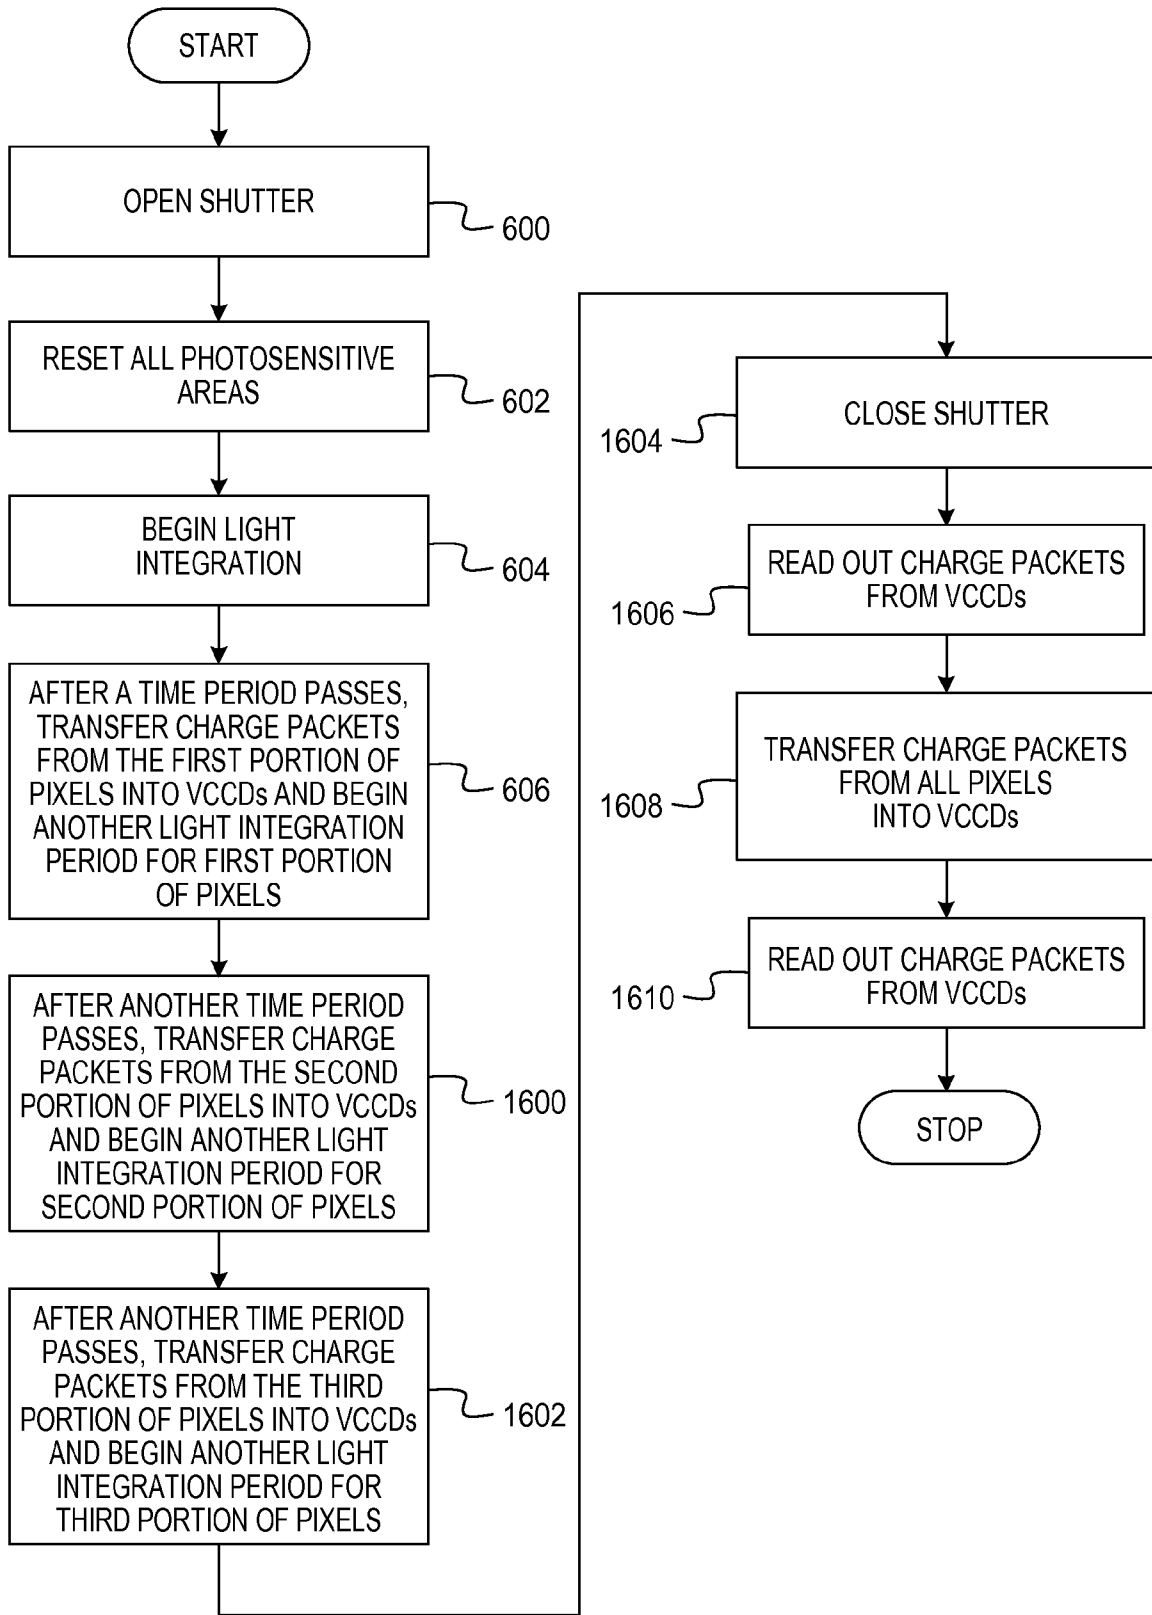 START
OPEN SHUTTER
600
RESET ALL PHOTOSENSITIVE
AREAS
602
BEGIN LIGHT
INTEGRATION
604
AFTER A TIME PERIOD PASSES,
TRANSFER CHARGE PACKETS
FROM THE FIRST PORTION OF
PIXELS INTO VCCDs AND BEGIN
ANOTHER LIGHT INTEGRATION
PERIOD FOR FIRST PORTION
OF PIXELS
606
AFTER ANOTHER TIME PERIOD
PASSES, TRANSFER CHARGE
PACKETS FROM THE SECOND
PORTION OF PIXELS INTO VCCDs
AND BEGIN ANOTHER LIGHT
INTEGRATION PERIOD FOR
SECOND PORTION OF PIXELS
1600
AFTER ANOTHER TIME PERIOD
PASSES, TRANSFER CHARGE
PACKETS FROM THE THIRD
PORTION OF PIXELS INTO VCCDs
AND BEGIN ANOTHER LIGHT
INTEGRATION PERIOD FOR
THIRD PORTION OF PIXELS
1602
CLOSE SHUTTER
1604
READ OUT CHARGE PACKETS
FROM VCCDs
1606
TRANSFER CHARGE PACKETS
FROM ALL PIXELS
INTO VCCDs
1608
READ OUT CHARGE PACKETS
FROM VCCDs
1610
STOP